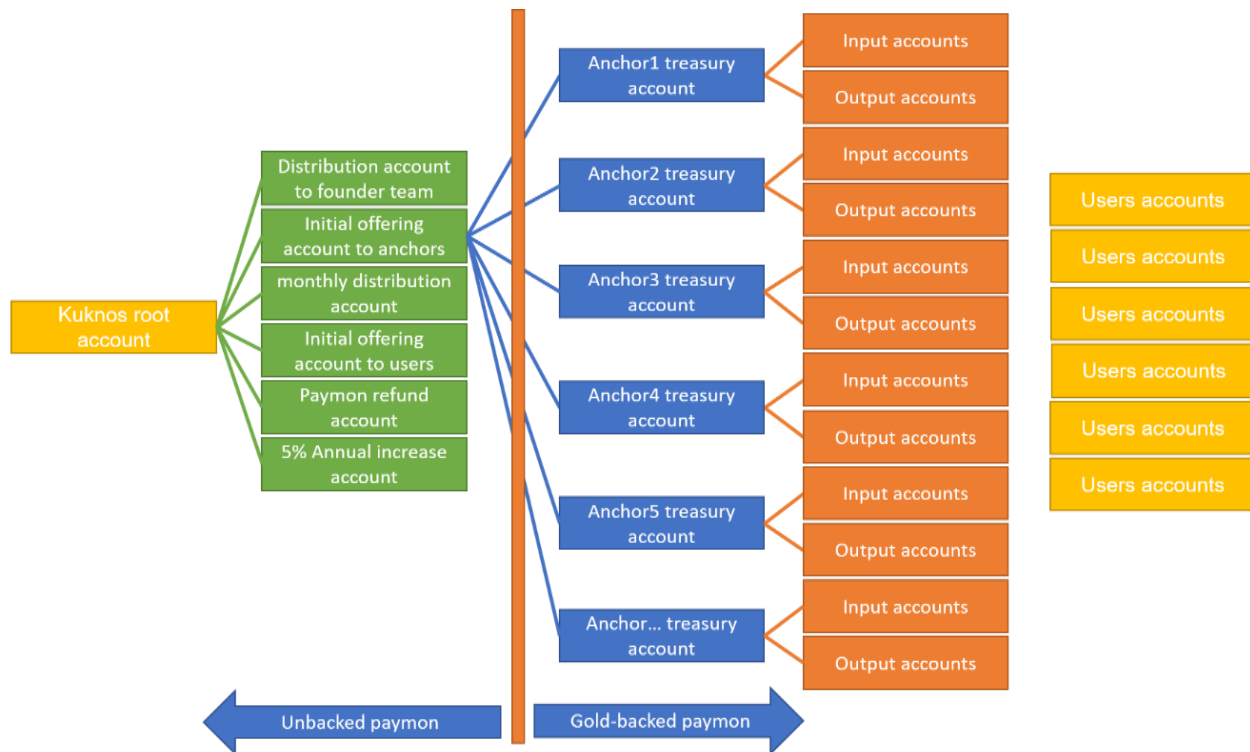 Kuknos root
account
Distribution account
to founder team
Initial offering
account to anchors
monthly distribution
account
Initial offering
account to users
Paymon refund
account
5% Annual increase
account
Anchor1 treasury
account
Anchor2 treasury
account
Anchor3 treasury
account
Anchor4 treasury
account
Anchor5 treasury
account
Anchor... treasury
account
Input accounts
Output accounts
Input accounts
Output accounts
Input accounts
Output accounts
Input accounts
Output accounts
Input accounts
Output accounts
Input accounts
Output accounts
Users accounts
Users accounts
Users accounts
Users accounts
Users accounts
Users accounts
Unbacked paymon
Gold-backed paymon